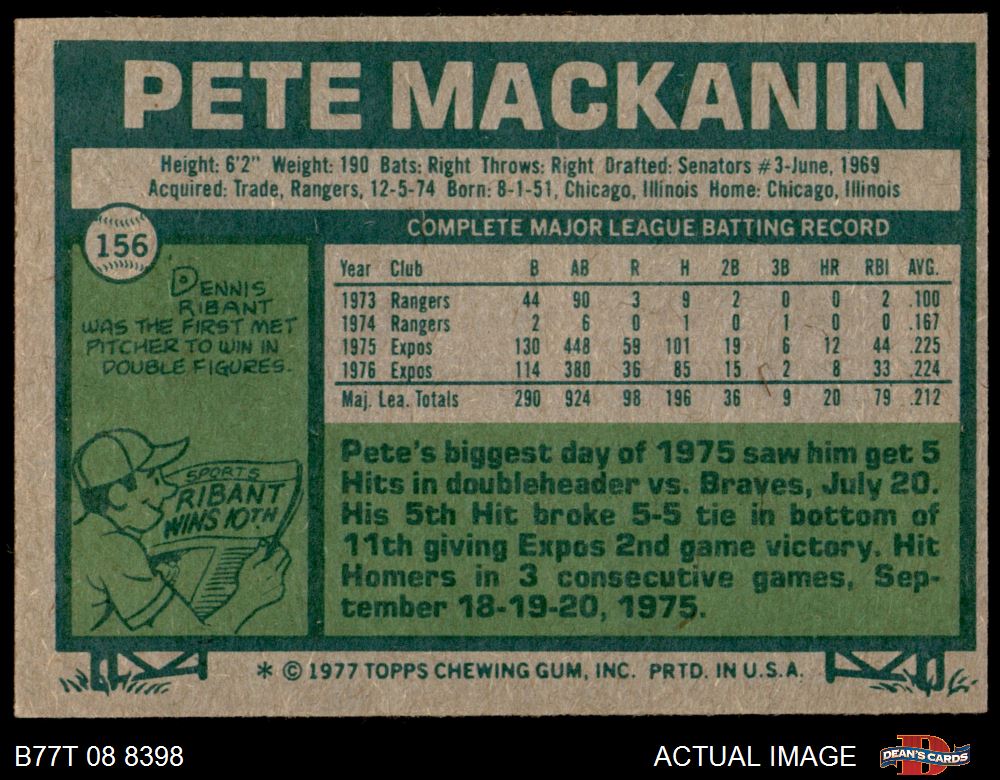 PETE MACKANIN
Height: 6'2" Weight: 190 Bats: Right Throws: Right Drafted: Senators #3-June, 1969
Acquired: Trade, Rangers, 12-5-74 Born: 8-1-51, Chicago, Illinois Home: Chicago, Illinois
156
COMPLETE MAJOR LEAGUE BATTING RECORD
Year Club B AB R H 2B 3B HR RBI AVG.
1973 Rangers 44 90 3 9 2 0 0 2 .100
1974 Rangers 2 6 0 1 0 1 0 0 .167
1975 Expos 130 448 59 101 19 6 12 44 .225
1976 Expos 114 380 36 85 15 2 8 33 .224
Maj. Lea. Totals 290 924 98 196 36 9 20 79 .212
DENNIS
RIBANT
WAS THE FIRST MET
PITCHER TO WIN IN
DOUBLE FIGURES.
SPORTS
RIBANT
WINS 10TH
Pete's biggest day of 1975 saw him get 5
Hits in doubleheader vs. Braves, July 20.
His 5th Hit broke 5-5 tie in bottom of
11th giving Expos 2nd game victory. Hit
Homers in 3 consecutive games, Sep-
tember 18-19-20, 1975.
* © 1977 TOPPS CHEWING GUM, INC. PRTD. IN U.S.A.
B77T 08 8398
ACTUAL IMAGE
D
DEAN'S CARDS